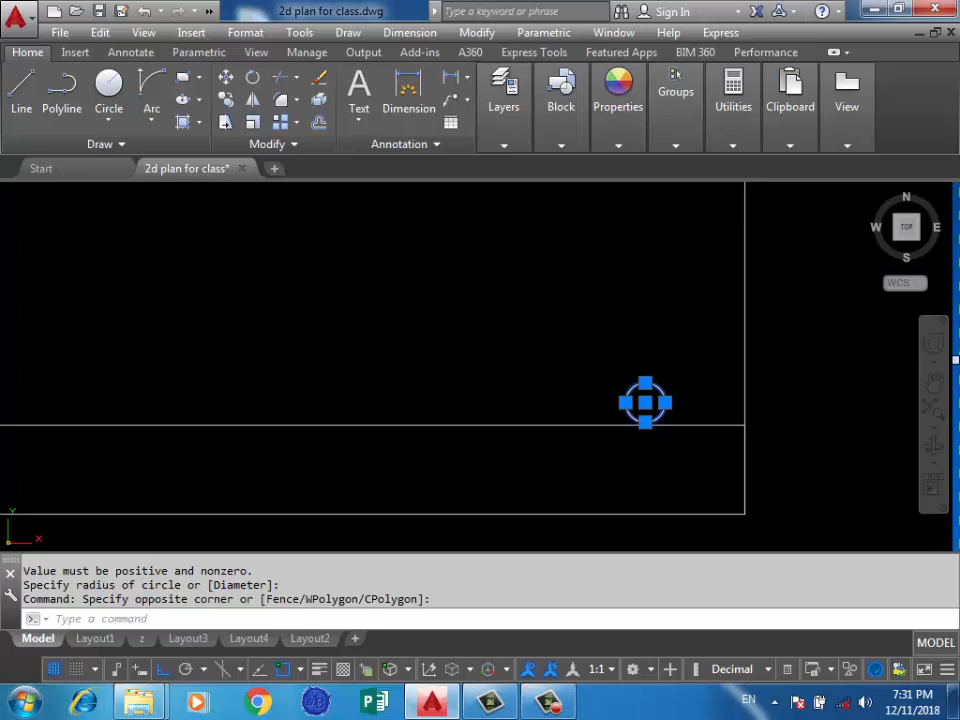 2d plan for class.dwg
Type a keyword or phrase
Sign In
File Edit View Insert Format Tools Draw Dimension Modify Parametric Window Help Express
Home Insert Annotate Parametric View Manage Output Add-ins A360 Express Tools Featured Apps BIM 360 Performance
Line Polyline Circle Arc
A
Text Dimension
Layers Block Properties Groups Utilities Clipboard View
Draw Modify Annotation
Start 2d plan for class*
N
W TOP E
S
WCS
Y
X
Value must be positive and nonzero.
Specify radius of circle or [Diameter]:
Command: Specify opposite corner or [Fence/WPolygon/CPolygon]:
Type a command
Model Layout1 z Layout3 Layout4 Layout2 +
MODEL
1:1 Decimal
EN
7:31 PM
12/11/2018